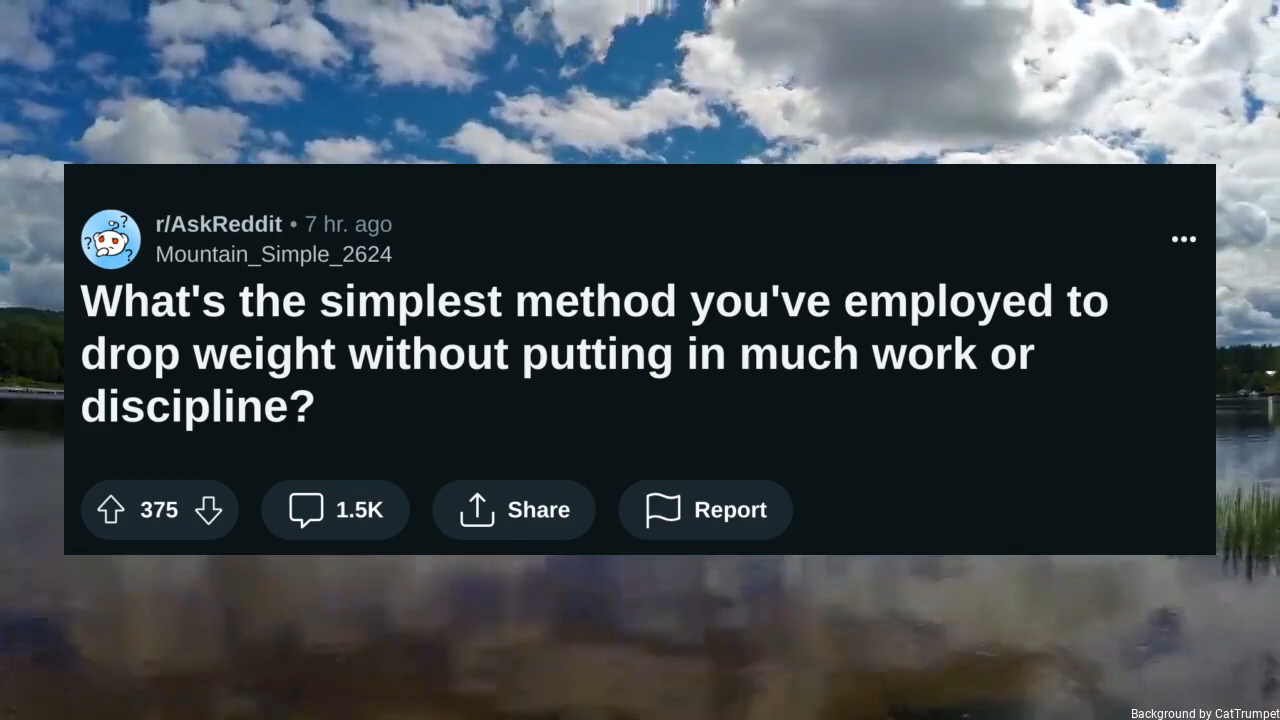 r/AskReddit • 7 hr. ago
Mountain_Simple_2624
What's the simplest method you've employed to
drop weight without putting in much work or
discipline?
375
1.5K
Share
Report
Background by CatTrumpet